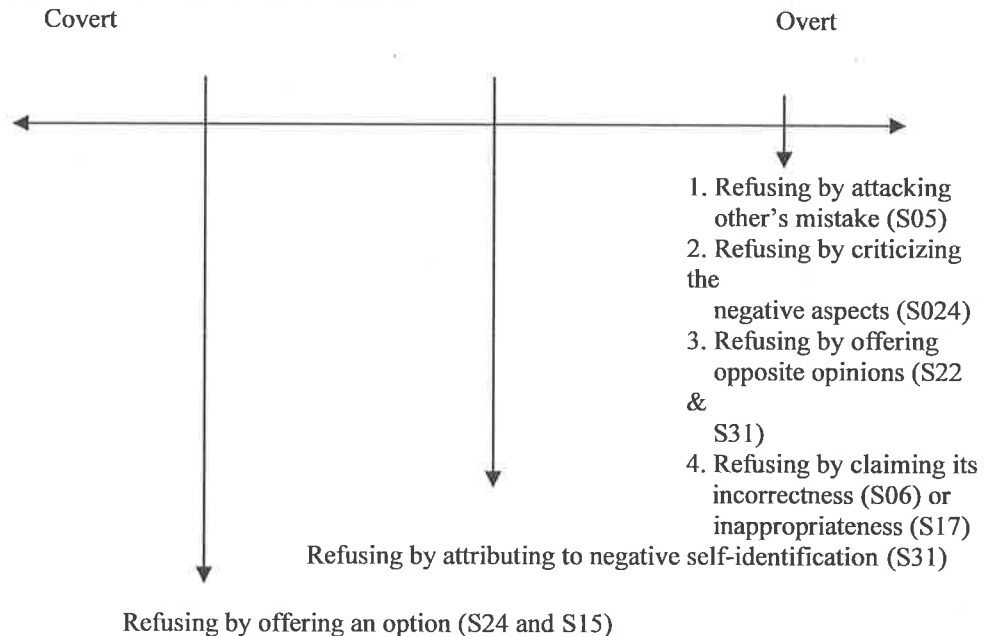 Covert
Overt
1. Refusing by attacking
other's mistake (S05)
2. Refusing by criticizing
the
negative aspects (S024)
3. Refusing by offering
opposite opinions (S22
&
S31)
4. Refusing by claiming its
incorrectness (S06) or
inappropriateness (S17)
Refusing by attributing to negative self-identification (S31)
Refusing by offering an option (S24 and S15)